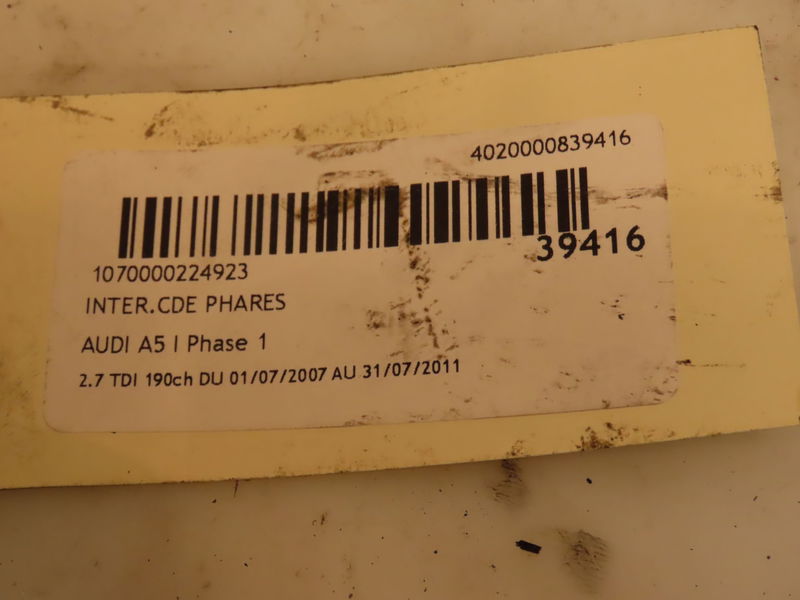 4020000839416
39416
1070000224923
INTER.CDE PHARES
AUDI A5 I Phase 1
2.7 TDI 190ch DU 01/07/2007 AU 31/07/2011